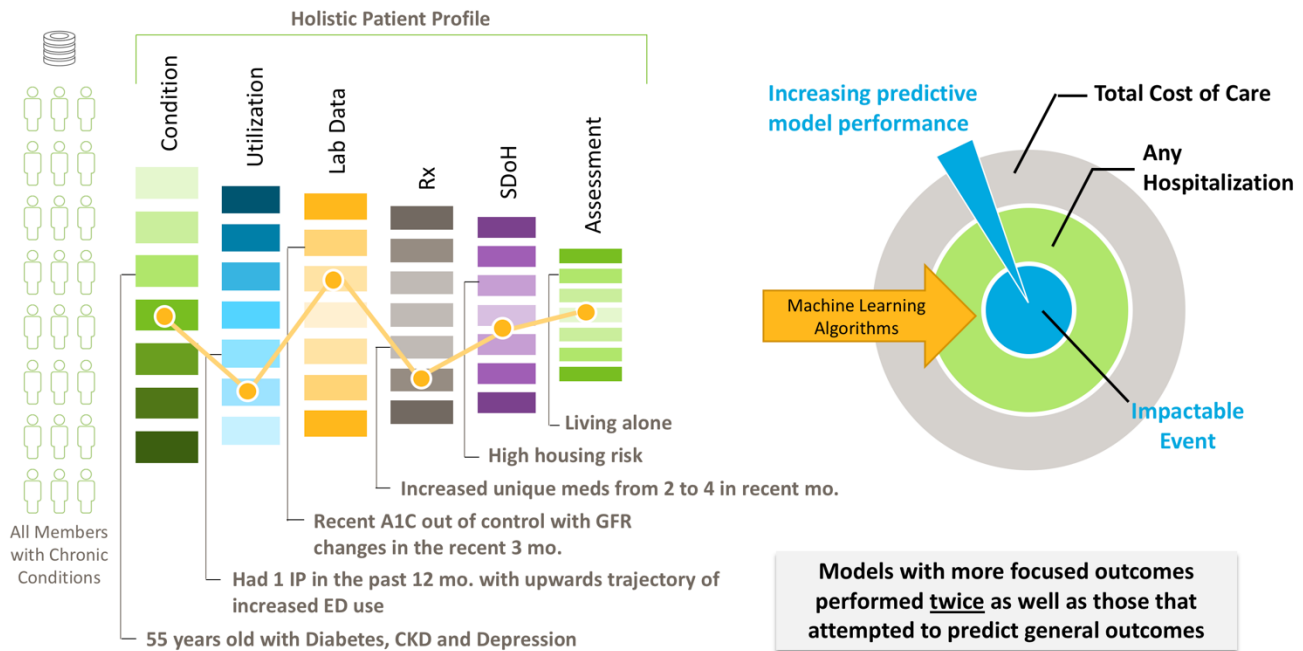 Holistic Patient Profile
Condition
Utilization
Lab Data
Rx
SDoH
Assessment
Living alone
High housing risk
Increased unique meds from 2 to 4 in recent mo.
Recent A1C out of control with GFR
changes in the recent 3 mo.
Had 1 IP in the past 12 mo. with upwards trajectory of
increased ED use
55 years old with Diabetes, CKD and Depression
All Members
with Chronic
Conditions
Increasing predictive
model performance
Total Cost of Care
Any
Hospitalization
Machine Learning
Algorithms
Impactable
Event
Models with more focused outcomes
performed twice as well as those that
attempted to predict general outcomes